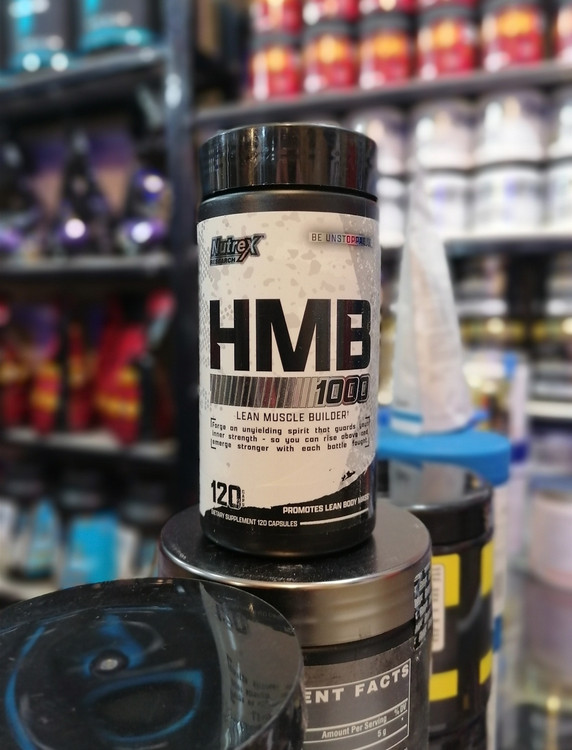 NUTREX
BE UNSTOPPABLE
HMB
1000
LEAN MUSCLE BUILDER†
Forge an unyielding spirit that guards your
inner strength - so you can rise above and
emerge stronger with each battle fought
120
DIETARY SUPPLEMENT 120 CAPSULES
PROMOTES LEAN BODY MASS†
ENT FACTS
Amount Per Serving
% DV
5 g
*